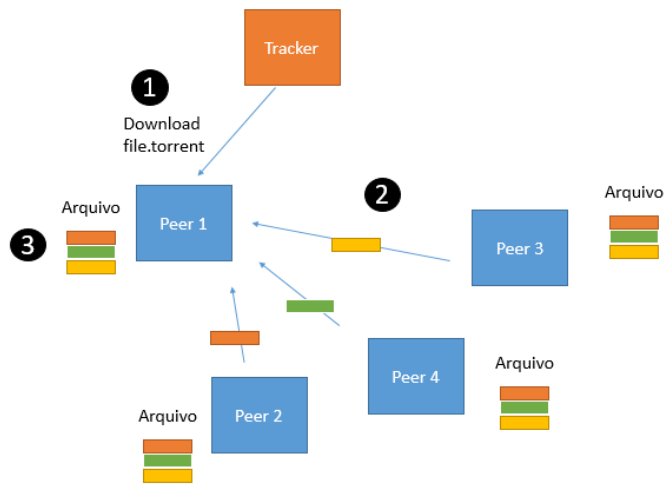 Tracker
1
Download
file.torrent
Arquivo
Peer 1
2
Arquivo
3
Peer 3
Peer 4
Arquivo
Arquivo
Peer 2